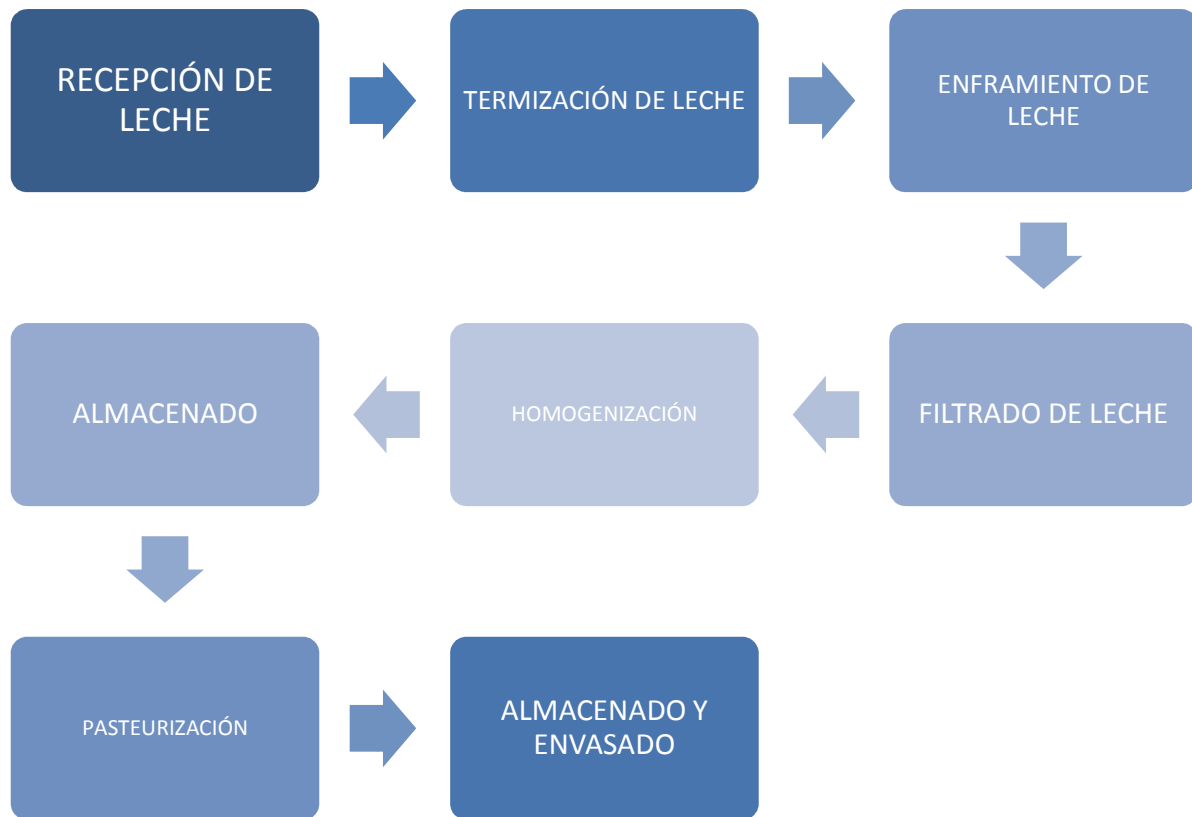 RECEPCIÓN DE
LECHE
TERMIZACIÓN DE LECHE
ENFRAMIENTO DE
LECHE
FILTRADO DE LECHE
HOMOGENIZACIÓN
ALMACENADO
PASTEURIZACIÓN
ALMACENADO Y
ENVASADO